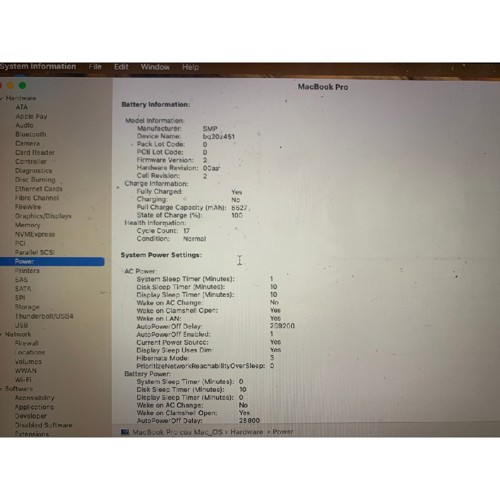 System Information File Edit Window Help
MacBook Pro
Hardware
ATA
Apple Pay
Audio
Bluetooth
Camera
Card Reader
Controller
Diagnostics
Disc Burning
Ethernet Cards
Fibre Channel
FireWire
Graphics/Displays
Memory
NVMExpress
PCI
Parallel SCSI
Power
Printers
SAS
SATA
SPI
Storage
Thunderbolt/USB4
USB
Network
Firewall
Locations
Volumes
WWAN
Wi-Fi
Software
Accessibility
Applications
Developer
Disabled Software
Extensions
Battery Information:
Model Information:
Manufacturer: SMP
Device Name: bq20z451
Pack Lot Code: 0
PCB Lot Code: 0
Firmware Version: 2
Hardware Revision:
Cell Revision: 2
Charge Information:
Fully Charged: Yes
Charging: No
Full Charge Capacity (mAh): 8627
State of Charge (%): 100
Health Information:
Cycle Count: 17
Condition: Normal
System Power Settings:
AC Power:
System Sleep Timer (Minutes): 1
Disk Sleep Timer (Minutes): 10
Display Sleep Timer (Minutes): 10
Wake on AC Change: No
Wake on Clamshell Open: Yes
Wake on LAN: Yes
AutoPowerOff Delay: 259200
AutoPowerOff Enabled: 1
Current Power Source: Yes
Display Sleep Uses Dim: Yes
Hibernate Mode: 3
PrioritizeNetworkReachabilityOverSleep: 0
Battery Power:
System Sleep Timer (Minutes): 0
Disk Sleep Timer (Minutes): 10
Display Sleep Timer (Minutes): 0
Wake on AC Change: No
Wake on Clamshell Open: Yes
AutoPowerOff Delay: 28800
MacBook Pro Mac_OS › Hardware › Power